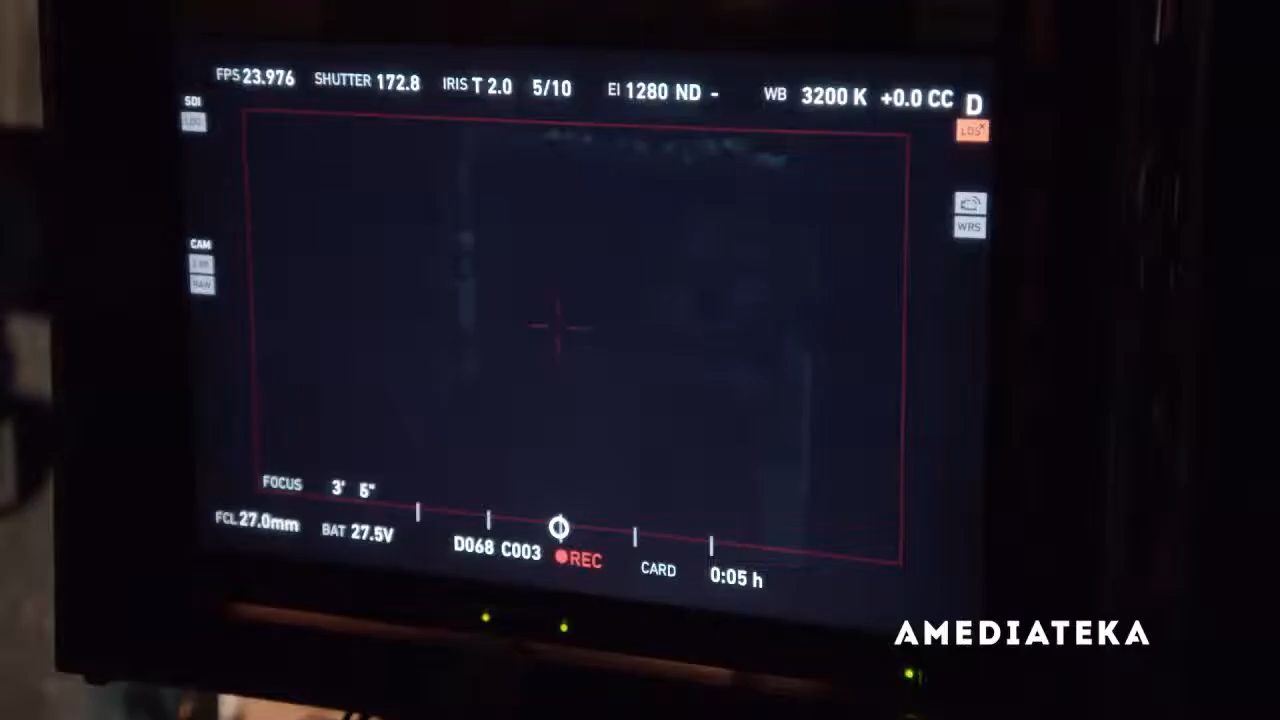 FPS 23.976 SHUTTER 172.8 IRIS T 2.0 5/10 EI 1280 ND - WB 3200 K +0.0 CC D
SDI
LDS
WRS
CAM
RAW
FOCUS 3' 5"
FCL 27.0mm BAT 27.5V D068 C003 REC CARD 0:05 h
AMEDIATEKA